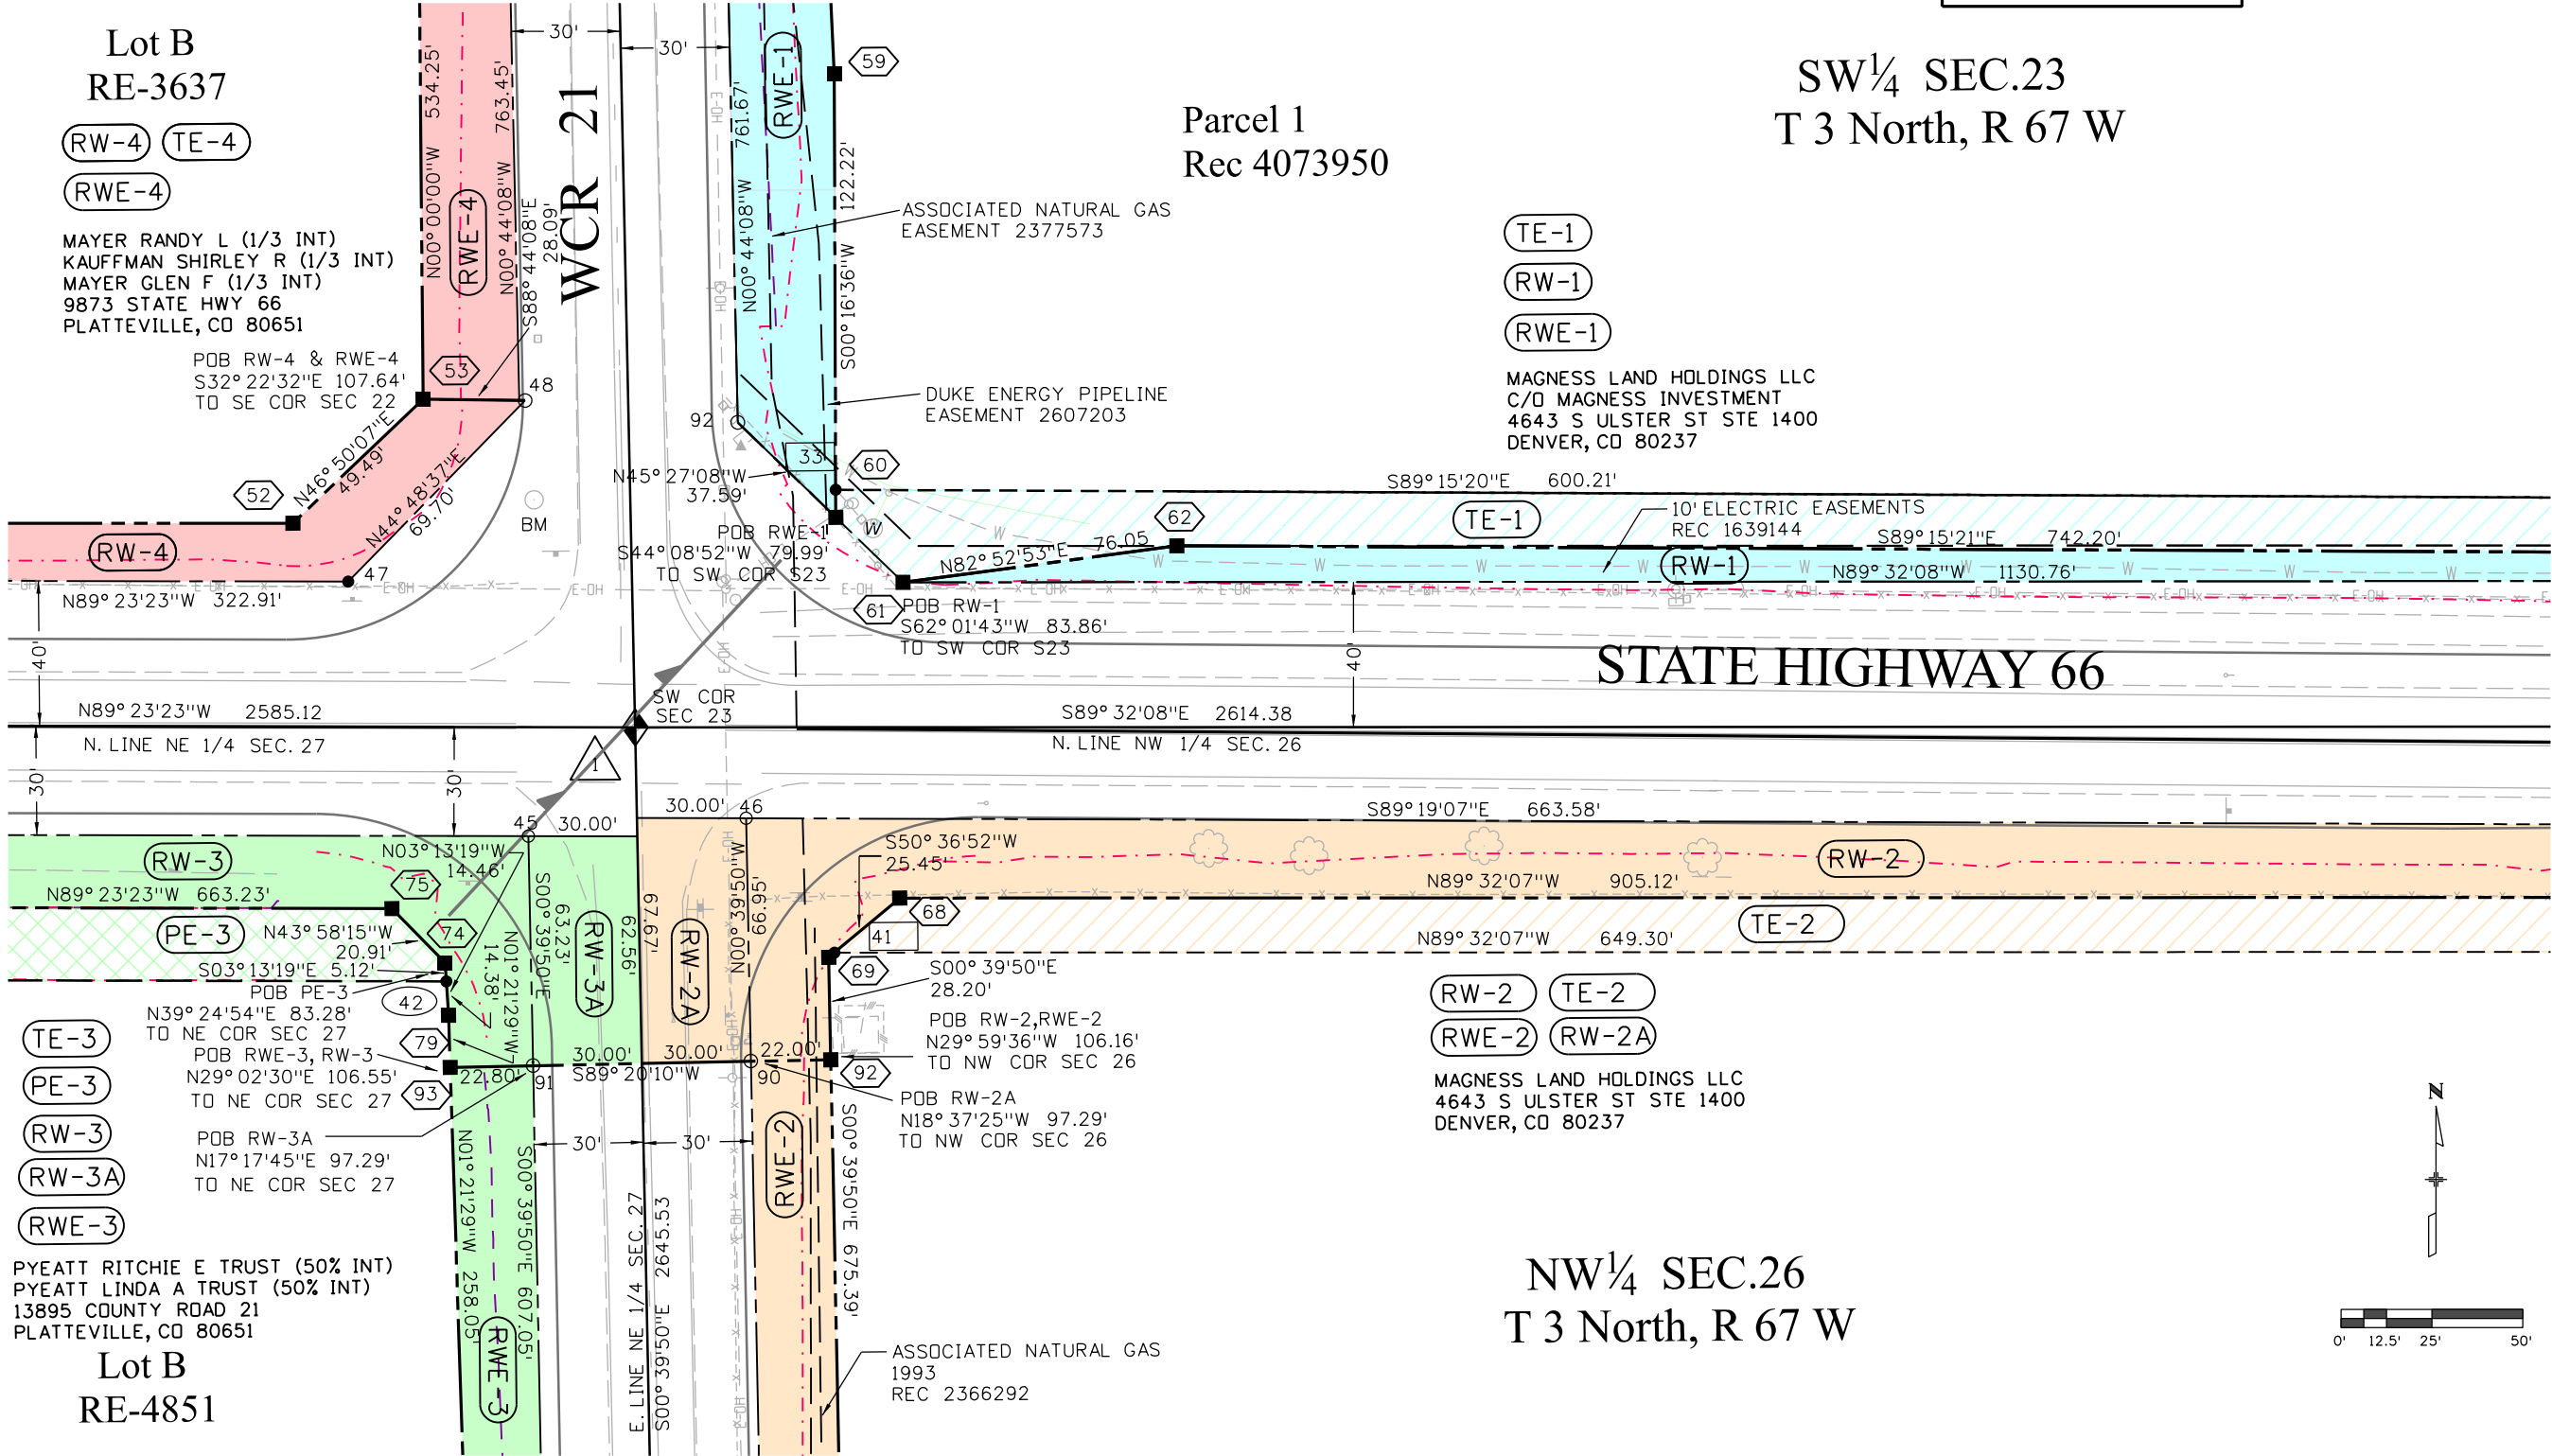 Lot B
RE-3637
RW-4 TE-4
RWE-4
MAYER RANDY L (1/3 INT)
KAUFFMAN SHIRLEY R (1/3 INT)
MAYER GLEN F (1/3 INT)
9873 STATE HWY 66
PLATTEVILLE, CO 80651
POB RW-4 & RWE-4
S32°22'32"E 107.64'
TO SE COR SEC 22
N00°00'00"W 534.25'
RWE-4
N00°44'08"W 763.45'
S88°44'08"E
28.09'
53
48
52
N46°50'07"E
49.49'
N44°48'37"E
69.70'
RW-4
47
N89°23'23"W 322.91'
BM
30'
30'
WCR 21
RWE-1
59
N00°44'08"W 761.67'
S00°16'36"W 122.22'
ASSOCIATED NATURAL GAS
EASEMENT 2377573
DUKE ENERGY PIPELINE
EASEMENT 2607203
92
33
60
N45°27'08"W
37.59'
POB RWE-1
S44°08'52"W 79.99'
TO SW COR S23
W
Parcel 1
Rec 4073950
SW¼ SEC.23
T 3 North, R 67 W
TE-1
RW-1
RWE-1
MAGNESS LAND HOLDINGS LLC
C/O MAGNESS INVESTMENT
4643 S ULSTER ST STE 1400
DENVER, CO 80237
S89°15'20"E 600.21'
62
TE-1
10' ELECTRIC EASEMENTS
REC 1639144
S89°15'21"E 742.20'
N82°52'53"E 76.05
RW-1
N89°32'08"W 1130.76'
61
POB RW-1
S62°01'43"W 83.86'
TO SW COR S23
E-OH
40'
40'
STATE HIGHWAY 66
SW COR
SEC 23
N89°23'23"W 2585.12
N. LINE NE 1/4 SEC. 27
S89°32'08"E 2614.38
N. LINE NW 1/4 SEC. 26
1
30'
30'
45 30.00'
30.00' 46
S89°19'07"E 663.58'
RW-3
N03°13'19"W
14.46'
75
N89°23'23"W 663.23'
PE-3
N43°58'15"W
20.91'
74
S03°13'19"E 5.12'
POB PE-3
N39°24'54"E 83.28'
TO NE COR SEC 27
42
79
POB RWE-3, RW-3
N29°02'30"E 106.55'
TO NE COR SEC 27
93
22.80'
91
N01°21'29"W
14.38'
S00°39'50"E
63.23'
RW-3A
62.56'
67.67'
RW-2A
N00°39'50"W
66.95'
S50°36'52"W
25.45'
RW-2
N89°32'07"W 905.12'
68
41
TE-2
N89°32'07"W 649.30'
69
S00°39'50"E
28.20'
POB RW-2,RWE-2
N29°59'36"W 106.16'
TO NW COR SEC 26
30.00'
30.00'
22.00'
S89°20'10"W
90
92
POB RW-2A
N18°37'25"W 97.29'
TO NW COR SEC 26
RW-2 TE-2
RWE-2 RW-2A
MAGNESS LAND HOLDINGS LLC
4643 S ULSTER ST STE 1400
DENVER, CO 80237
TE-3
PE-3
RW-3
RW-3A
RWE-3
POB RW-3A
N17°17'45"E 97.29'
TO NE COR SEC 27
30'
30'
N01°21'29"W 258.05'
RWE-3
S00°39'50"E 607.05'
E. LINE NE 1/4 SEC. 27
S00°39'50"E 2645.53
RWE-2
S00°39'50"E 675.39'
ASSOCIATED NATURAL GAS
1993
REC 2366292
PYEATT RITCHIE E TRUST (50% INT)
PYEATT LINDA A TRUST (50% INT)
13895 COUNTY ROAD 21
PLATTEVILLE, CO 80651
Lot B
RE-4851
NW¼ SEC.26
T 3 North, R 67 W
N
0' 12.5' 25' 50'